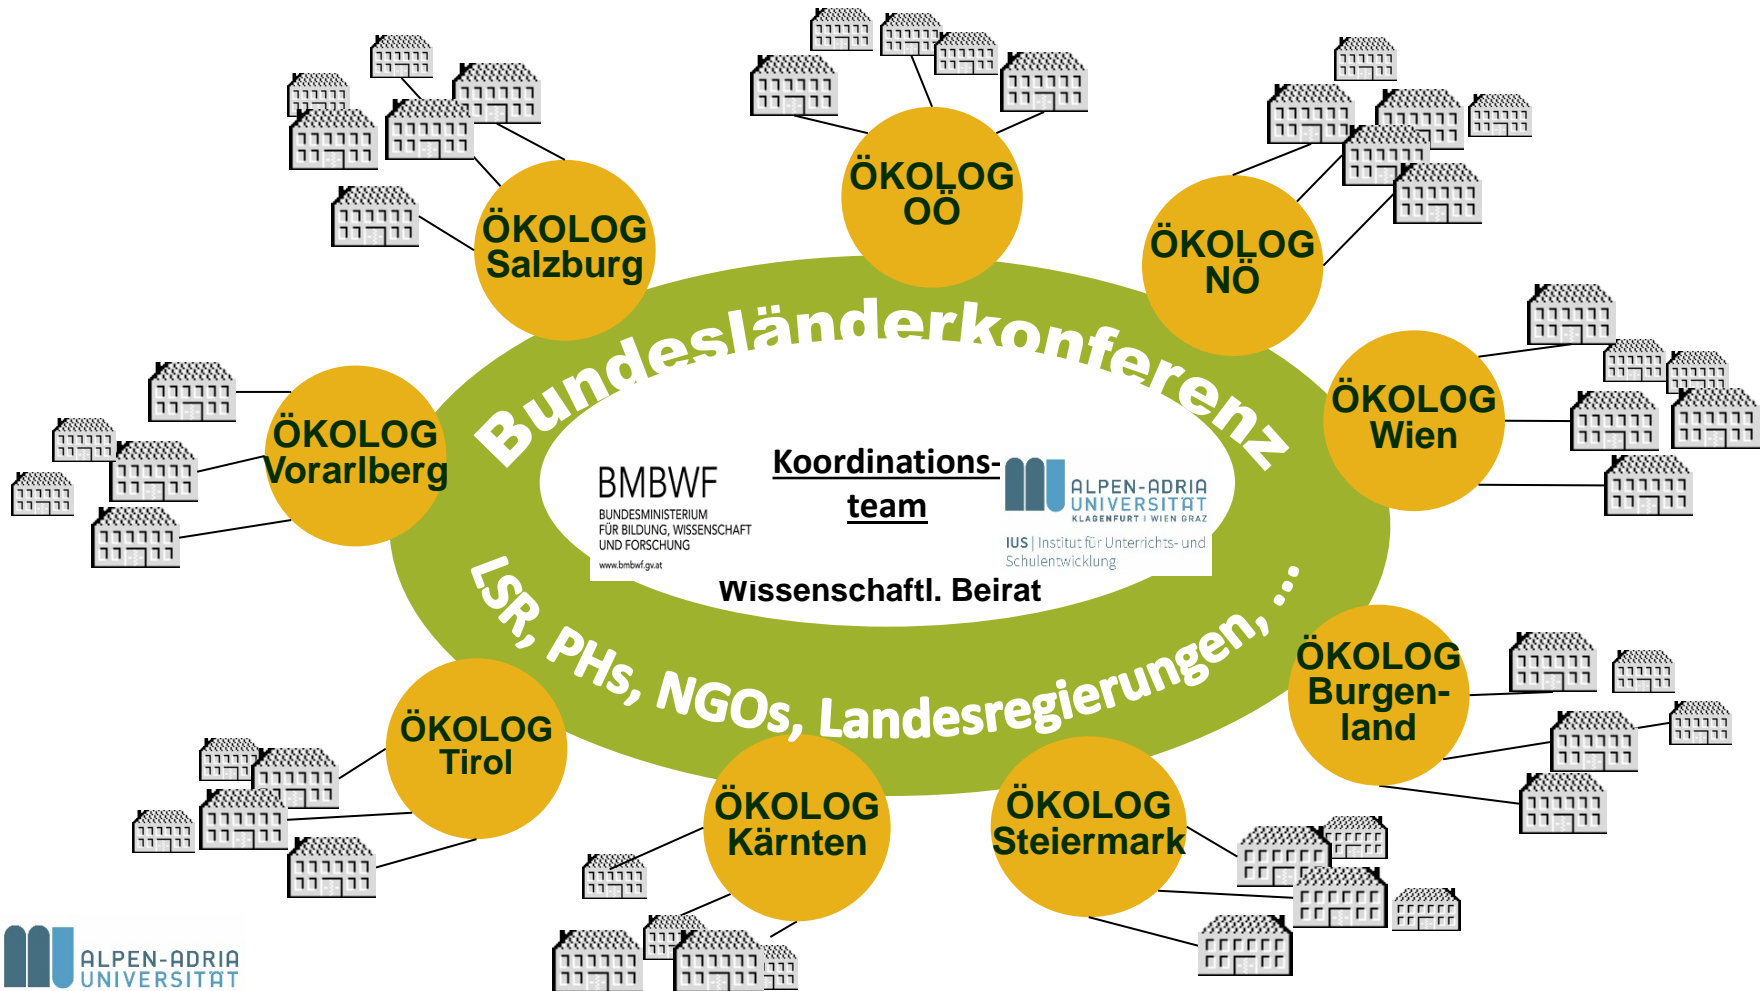 ÖKOLOG
OÖ
ÖKOLOG
Salzburg
ÖKOLOG
NÖ
Bundesländerkonferenz
ÖKOLOG
Wien
ÖKOLOG
Vorarlberg
BMBWF
BUNDESMINISTERIUM
FÜR BILDUNG, WISSENSCHAFT
UND FORSCHUNG
www.bmbwf.gv.at
Koordinations-
team
ALPEN-ADRIA
UNIVERSITÄT
KLAGENFURT I WIEN GRAZ
IUS | Institut für Unterrichts- und
Schulentwicklung
Wissenschaftl. Beirat
LSR, PHs, NGOs, Landesregierungen, ...
ÖKOLOG
Burgen-
land
ÖKOLOG
Tirol
ÖKOLOG
Kärnten
ÖKOLOG
Steiermark
ALPEN-ADRIA
UNIVERSITÄT